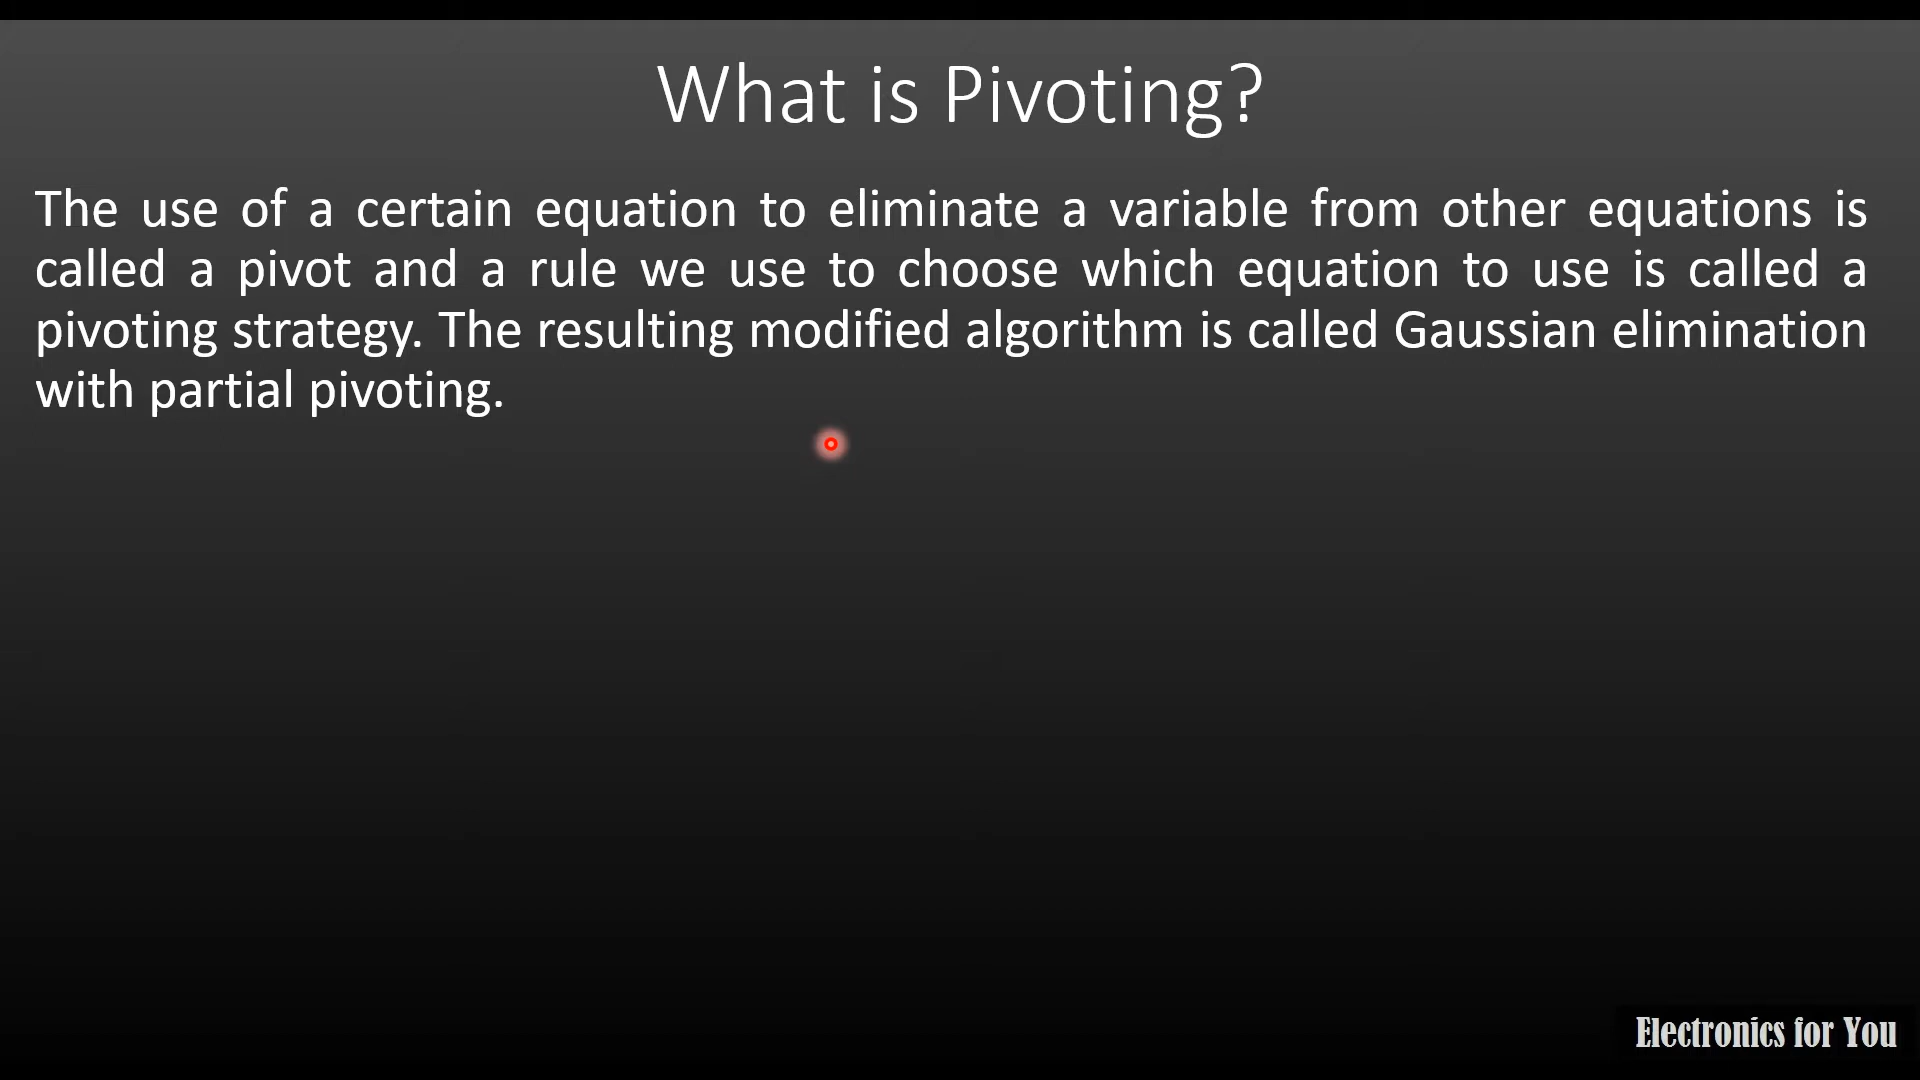 What is Pivoting?
The use of a certain equation to eliminate a variable from other equations is
called a pivot and a rule we use to choose which equation to use is called a
pivoting strategy. The resulting modified algorithm is called Gaussian elimination
with partial pivoting.
Electronics for You